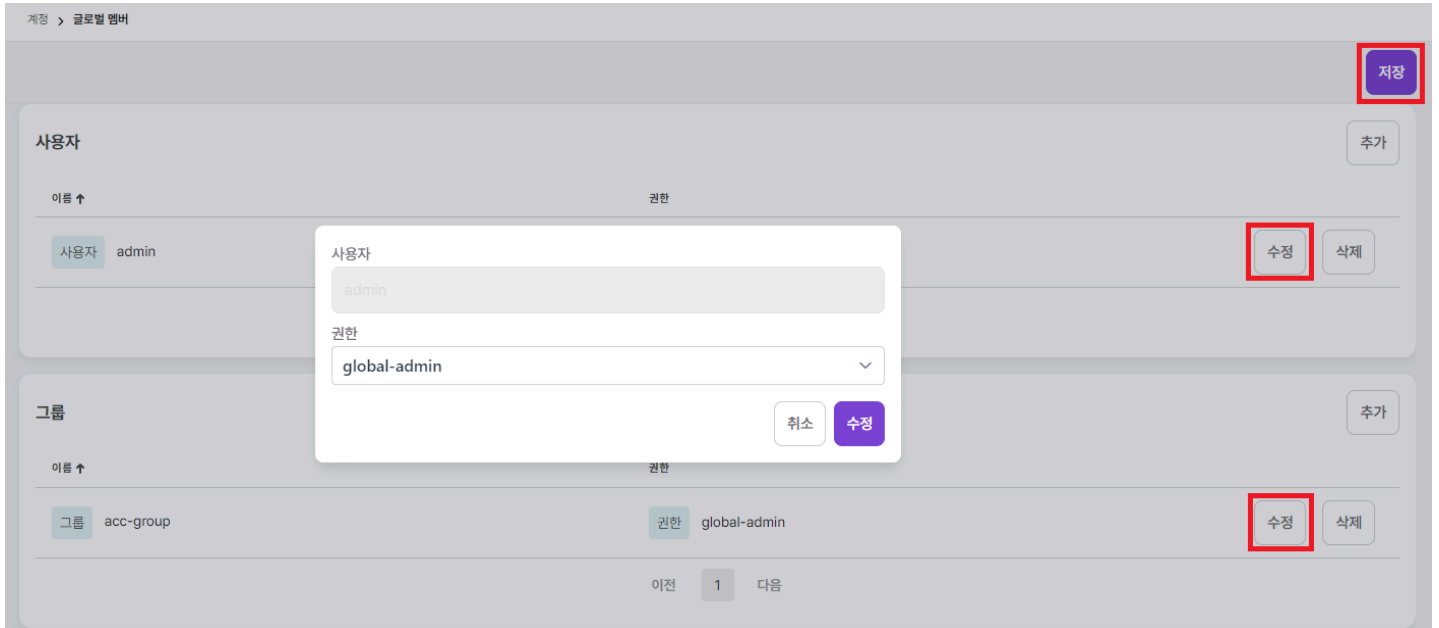 계정 > 글로벌 멤버
저장
사용자
추가
이름 ↑ 권한
사용자 admin
수정 삭제
사용자
admin
권한
global-admin
취소 수정
그룹
추가
이름 ↑ 권한
그룹 acc-group 권한 global-admin 수정 삭제
이전 1 다음